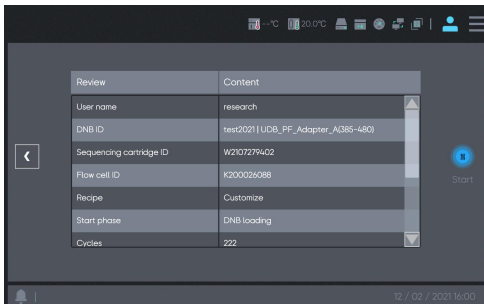 --°C 20.0°C
Review Content
User name research
DNB ID test2021 | UDB_PF_Adapter_A(385-480)
Sequencing cartridge ID W2107279402
Flow cell ID K200026088
Recipe Customize
Start phase DNB loading
Cycles 222
Start
12 / 02 / 2021 16:00